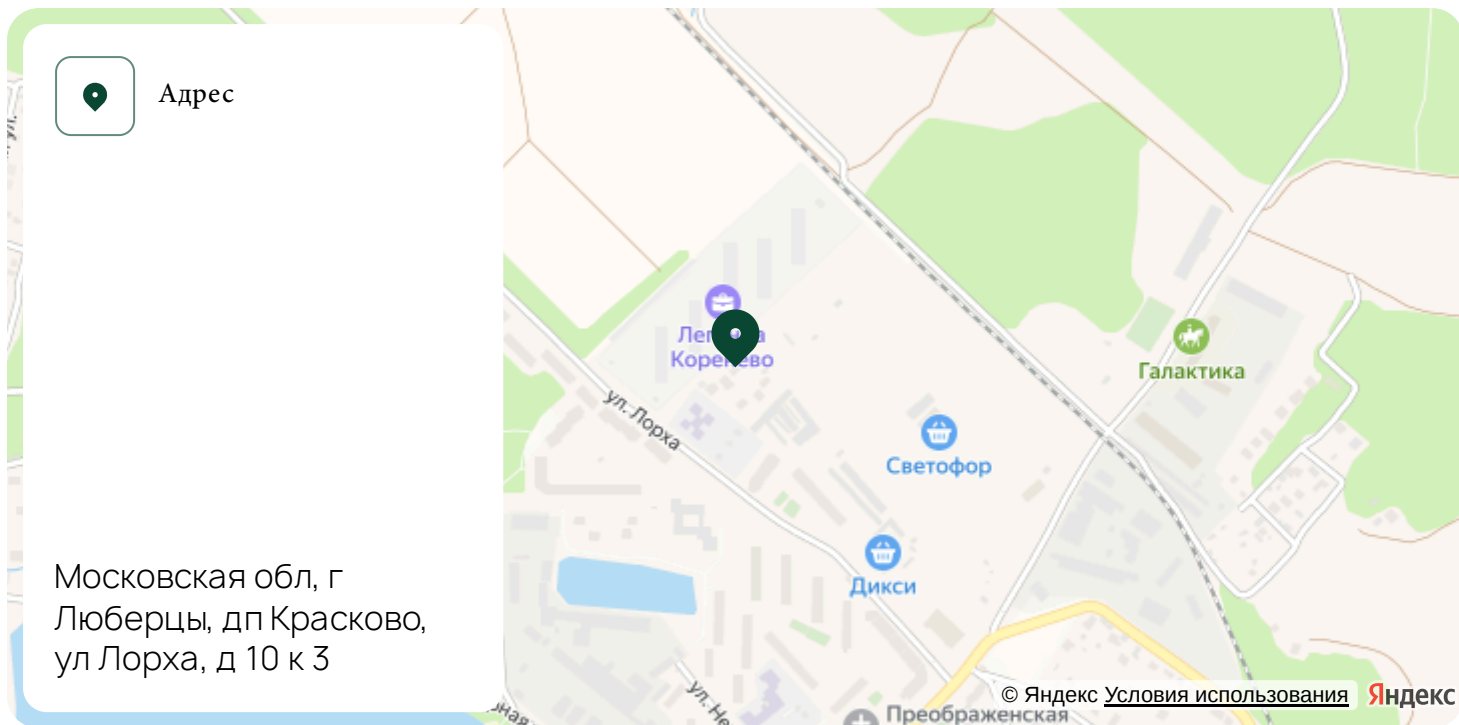 Адрес
Московская обл, г
Люберцы, дп Красково,
ул Лорха, д 10 к 3
Коренево
ул. Лорха
Галактика
Светофор
Дикси
© Яндекс Условия использования
Яндекс
Преображенская